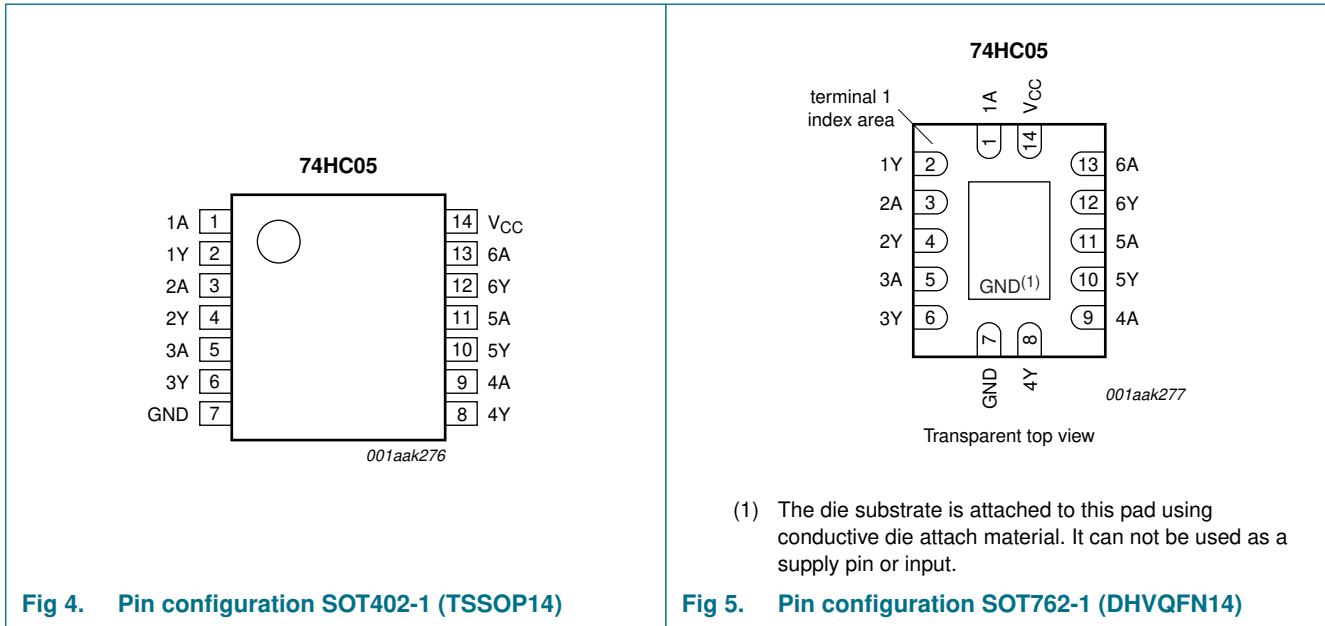 74HC05
1A 1 14 VCC
1Y 2 13 6A
2A 3 12 6Y
2Y 4 11 5A
3A 5 10 5Y
3Y 6 9 4A
GND 7 8 4Y
001aak276
Fig 4. Pin configuration SOT402-1 (TSSOP14)
74HC05
terminal 1
index area
1A VCC
1 14
1Y 2 13 6A
2A 3 12 6Y
2Y 4 11 5A
3A 5 GND(1) 10 5Y
3Y 6 9 4A
7 8
GND 4Y
001aak277
Transparent top view
(1) The die substrate is attached to this pad using
conductive die attach material. It can not be used as a
supply pin or input.
Fig 5. Pin configuration SOT762-1 (DHVQFN14)